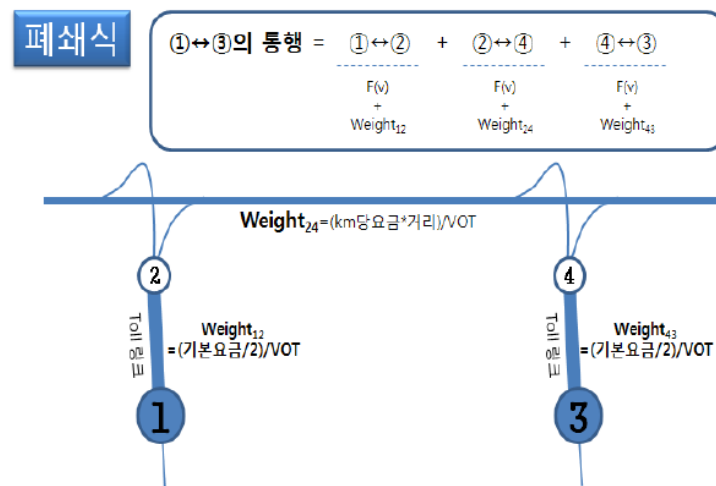 폐쇄식
①↔③의 통행 = ①↔② + ②↔④ + ④↔③
F(v) F(v) F(v)
+ + +
Weight₁₂ Weight₂₄ Weight₄₃
Weight₂₄=(km당요금*거리)/VOT
2 4
Toll 링크 Weight₁₂ Toll 링크 Weight₄₃
=(기본요금/2)/VOT =(기본요금/2)/VOT
1 3